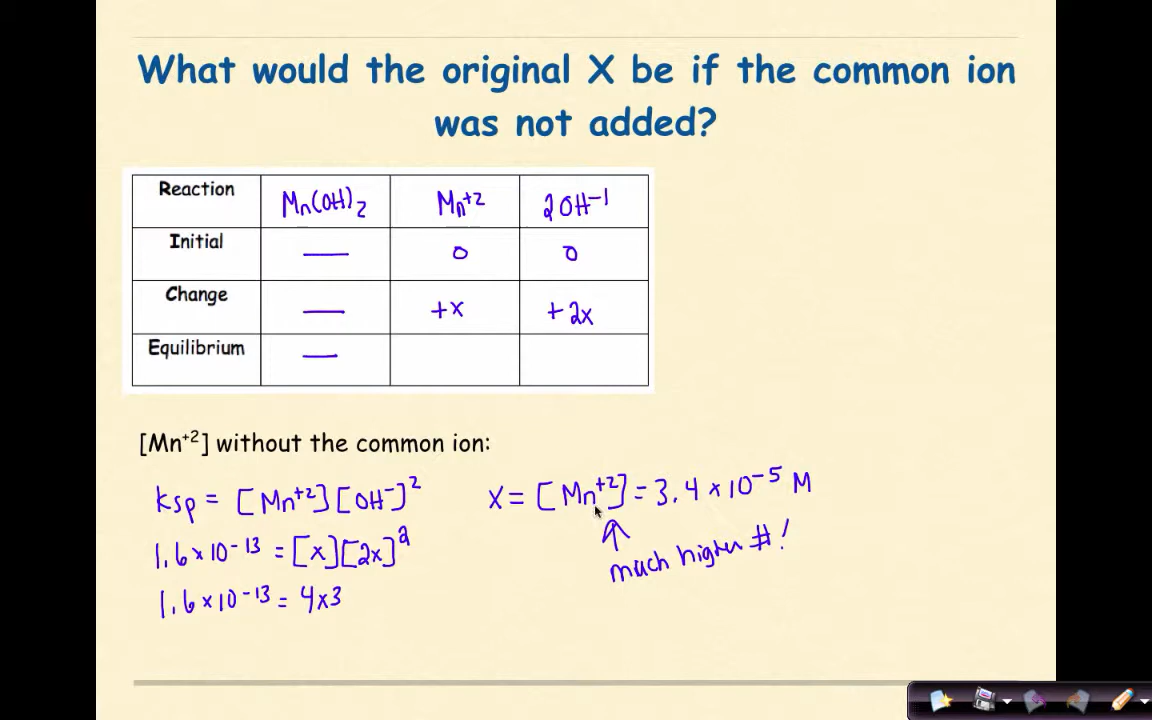 What would the original X be if the common ion
was not added?
Reaction Mn(OH)₂ Mn⁺² 2OH⁻¹
Initial — 0 0
Change — +x +2x
Equilibrium —
[Mn⁺²] without the common ion:
Ksp = [Mn⁺²][OH⁻]²
1.6 × 10⁻¹³ = [x][2x]²
1.6 × 10⁻¹³ = 4x3
X = [Mn⁺²] = 3.4 × 10⁻⁵ M
much higher #!